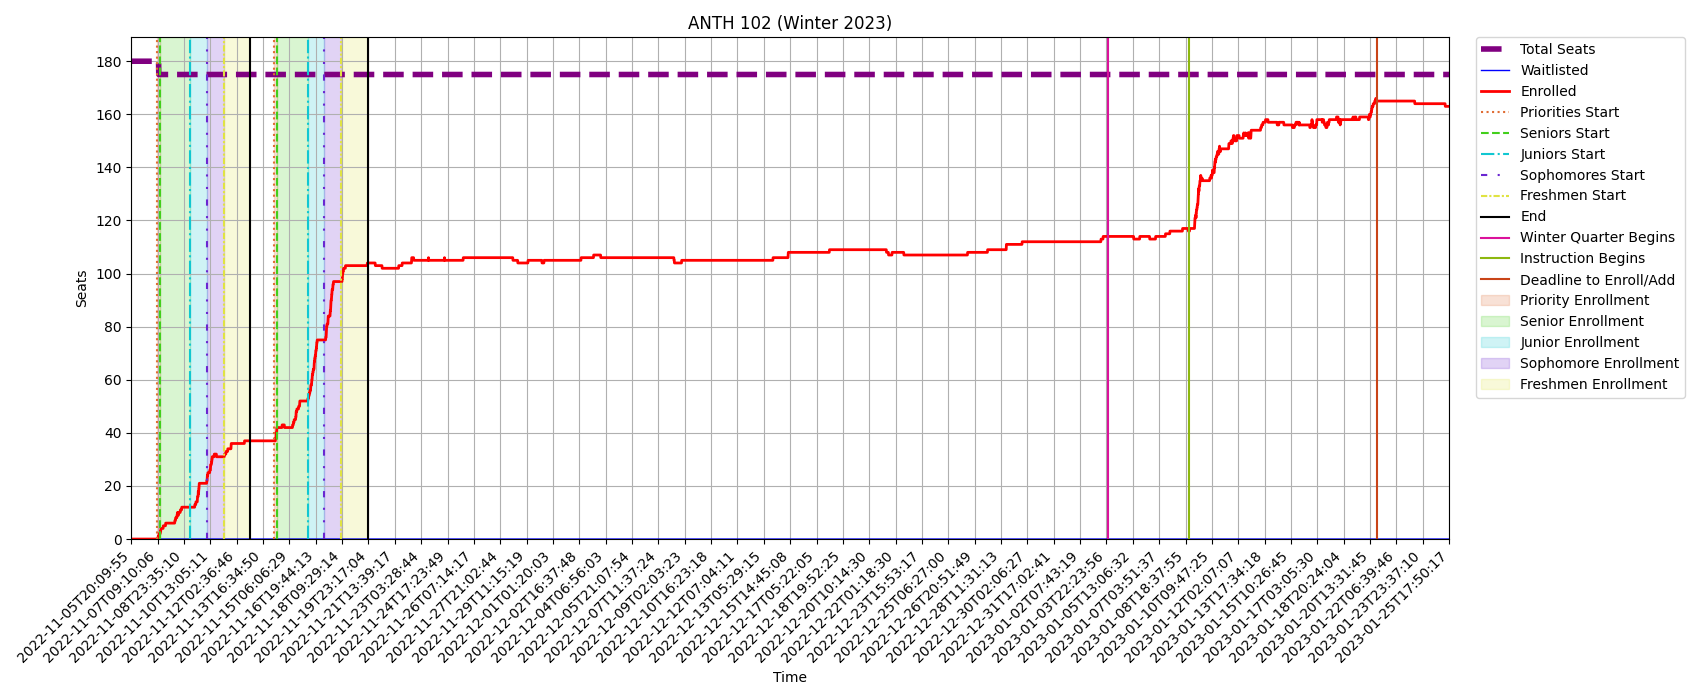 ANTH 102 (Winter 2023)
Seats
180
160
140
120
100
80
60
40
20
0
2022-11-05T20:09:55
2022-11-07T09:10:06
2022-11-08T23:35:10
2022-11-10T13:05:11
2022-11-12T02:36:46
2022-11-13T16:34:50
2022-11-15T06:06:29
2022-11-16T19:44:13
2022-11-18T09:29:14
2022-11-19T23:17:04
2022-11-21T13:39:17
2022-11-23T03:28:44
2022-11-24T17:23:49
2022-11-26T07:14:17
2022-11-27T21:02:44
2022-11-29T11:15:19
2022-12-01T01:20:03
2022-12-02T16:37:48
2022-12-04T06:56:03
2022-12-05T21:07:54
2022-12-07T11:37:24
2022-12-09T02:03:23
2022-12-10T16:23:18
2022-12-12T07:04:11
2022-12-13T05:29:15
2022-12-15T14:45:08
2022-12-17T05:22:05
2022-12-18T19:52:25
2022-12-20T10:14:30
2022-12-22T01:18:30
2022-12-23T15:53:17
2022-12-25T06:27:00
2022-12-26T20:51:49
2022-12-28T11:31:13
2022-12-30T02:06:27
2022-12-31T17:02:41
2023-01-02T07:43:19
2023-01-03T22:23:56
2023-01-05T13:06:32
2023-01-07T03:51:37
2023-01-08T18:37:55
2023-01-10T09:47:25
2023-01-12T02:07:07
2023-01-13T17:34:18
2023-01-15T10:26:45
2023-01-17T03:05:30
2023-01-18T20:24:04
2023-01-20T13:31:45
2023-01-22T06:39:46
2023-01-23T23:37:10
2023-01-25T17:50:17
Time
Total Seats
Waitlisted
Enrolled
Priorities Start
Seniors Start
Juniors Start
Sophomores Start
Freshmen Start
End
Winter Quarter Begins
Instruction Begins
Deadline to Enroll/Add
Priority Enrollment
Senior Enrollment
Junior Enrollment
Sophomore Enrollment
Freshmen Enrollment